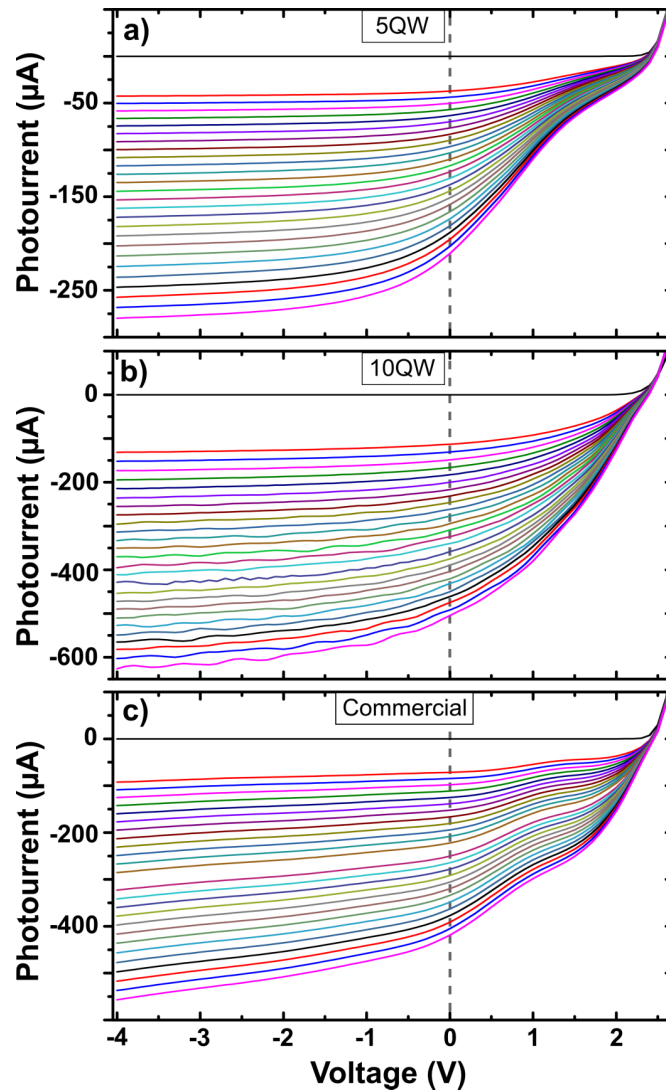 a)
5QW
-50
-150
-250
Photourrent (µA)
b)
10QW
0
-200
-400
-600
Photourrent (µA)
c)
Commercial
0
-200
-400
Photourrent (µA)
-4 -3 -2 -1 0 1 2
Voltage (V)